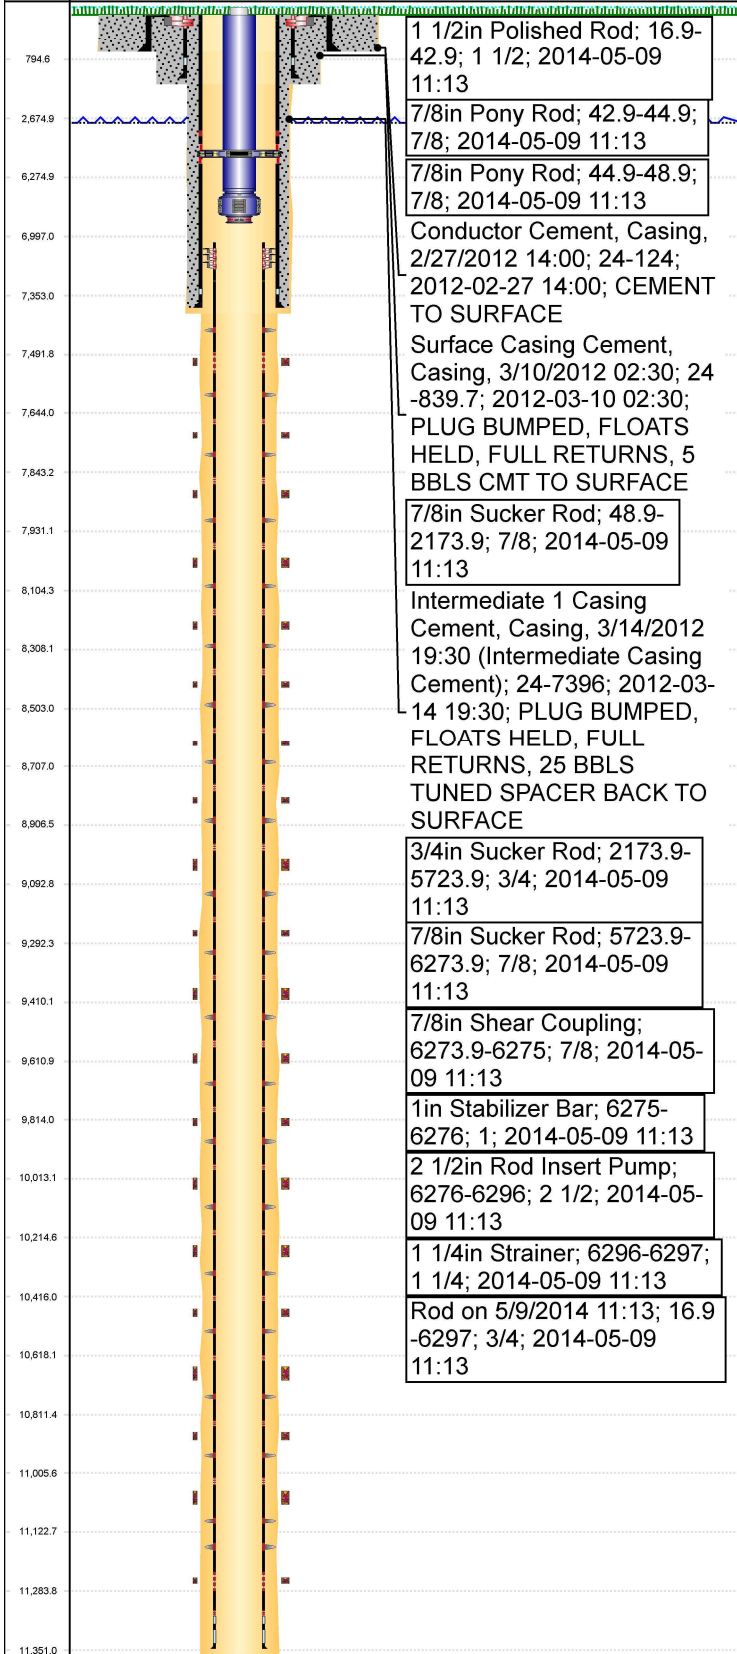 1 1/2in Polished Rod; 16.9-
42.9; 1 1/2; 2014-05-09
11:13
7/8in Pony Rod; 42.9-44.9;
7/8; 2014-05-09 11:13
7/8in Pony Rod; 44.9-48.9;
7/8; 2014-05-09 11:13
Conductor Cement, Casing,
2/27/2012 14:00; 24-124;
2012-02-27 14:00; CEMENT
TO SURFACE
Surface Casing Cement,
Casing, 3/10/2012 02:30; 24
-839.7; 2012-03-10 02:30;
PLUG BUMPED, FLOATS
HELD, FULL RETURNS, 5
BBLS CMT TO SURFACE
7/8in Sucker Rod; 48.9-
2173.9; 7/8; 2014-05-09
11:13
Intermediate 1 Casing
Cement, Casing, 3/14/2012
19:30 (Intermediate Casing
Cement); 24-7396; 2012-03-
14 19:30; PLUG BUMPED,
FLOATS HELD, FULL
RETURNS, 25 BBLS
TUNED SPACER BACK TO
SURFACE
3/4in Sucker Rod; 2173.9-
5723.9; 3/4; 2014-05-09
11:13
7/8in Sucker Rod; 5723.9-
6273.9; 7/8; 2014-05-09
11:13
7/8in Shear Coupling;
6273.9-6275; 7/8; 2014-05-
09 11:13
1in Stabilizer Bar; 6275-
6276; 1; 2014-05-09 11:13
2 1/2in Rod Insert Pump;
6276-6296; 2 1/2; 2014-05-
09 11:13
1 1/4in Strainer; 6296-6297;
1 1/4; 2014-05-09 11:13
Rod on 5/9/2014 11:13; 16.9
-6297; 3/4; 2014-05-09
11:13
794.6
2,674.9
6,274.9
6,997.0
7,353.0
7,491.8
7,644.0
7,843.2
7,931.1
8,104.3
8,308.1
8,503.0
8,707.0
8,906.5
9,092.8
9,292.3
9,410.1
9,610.9
9,814.0
10,013.1
10,214.6
10,416.0
10,618.1
10,811.4
11,005.6
11,122.7
11,283.8
11,351.0